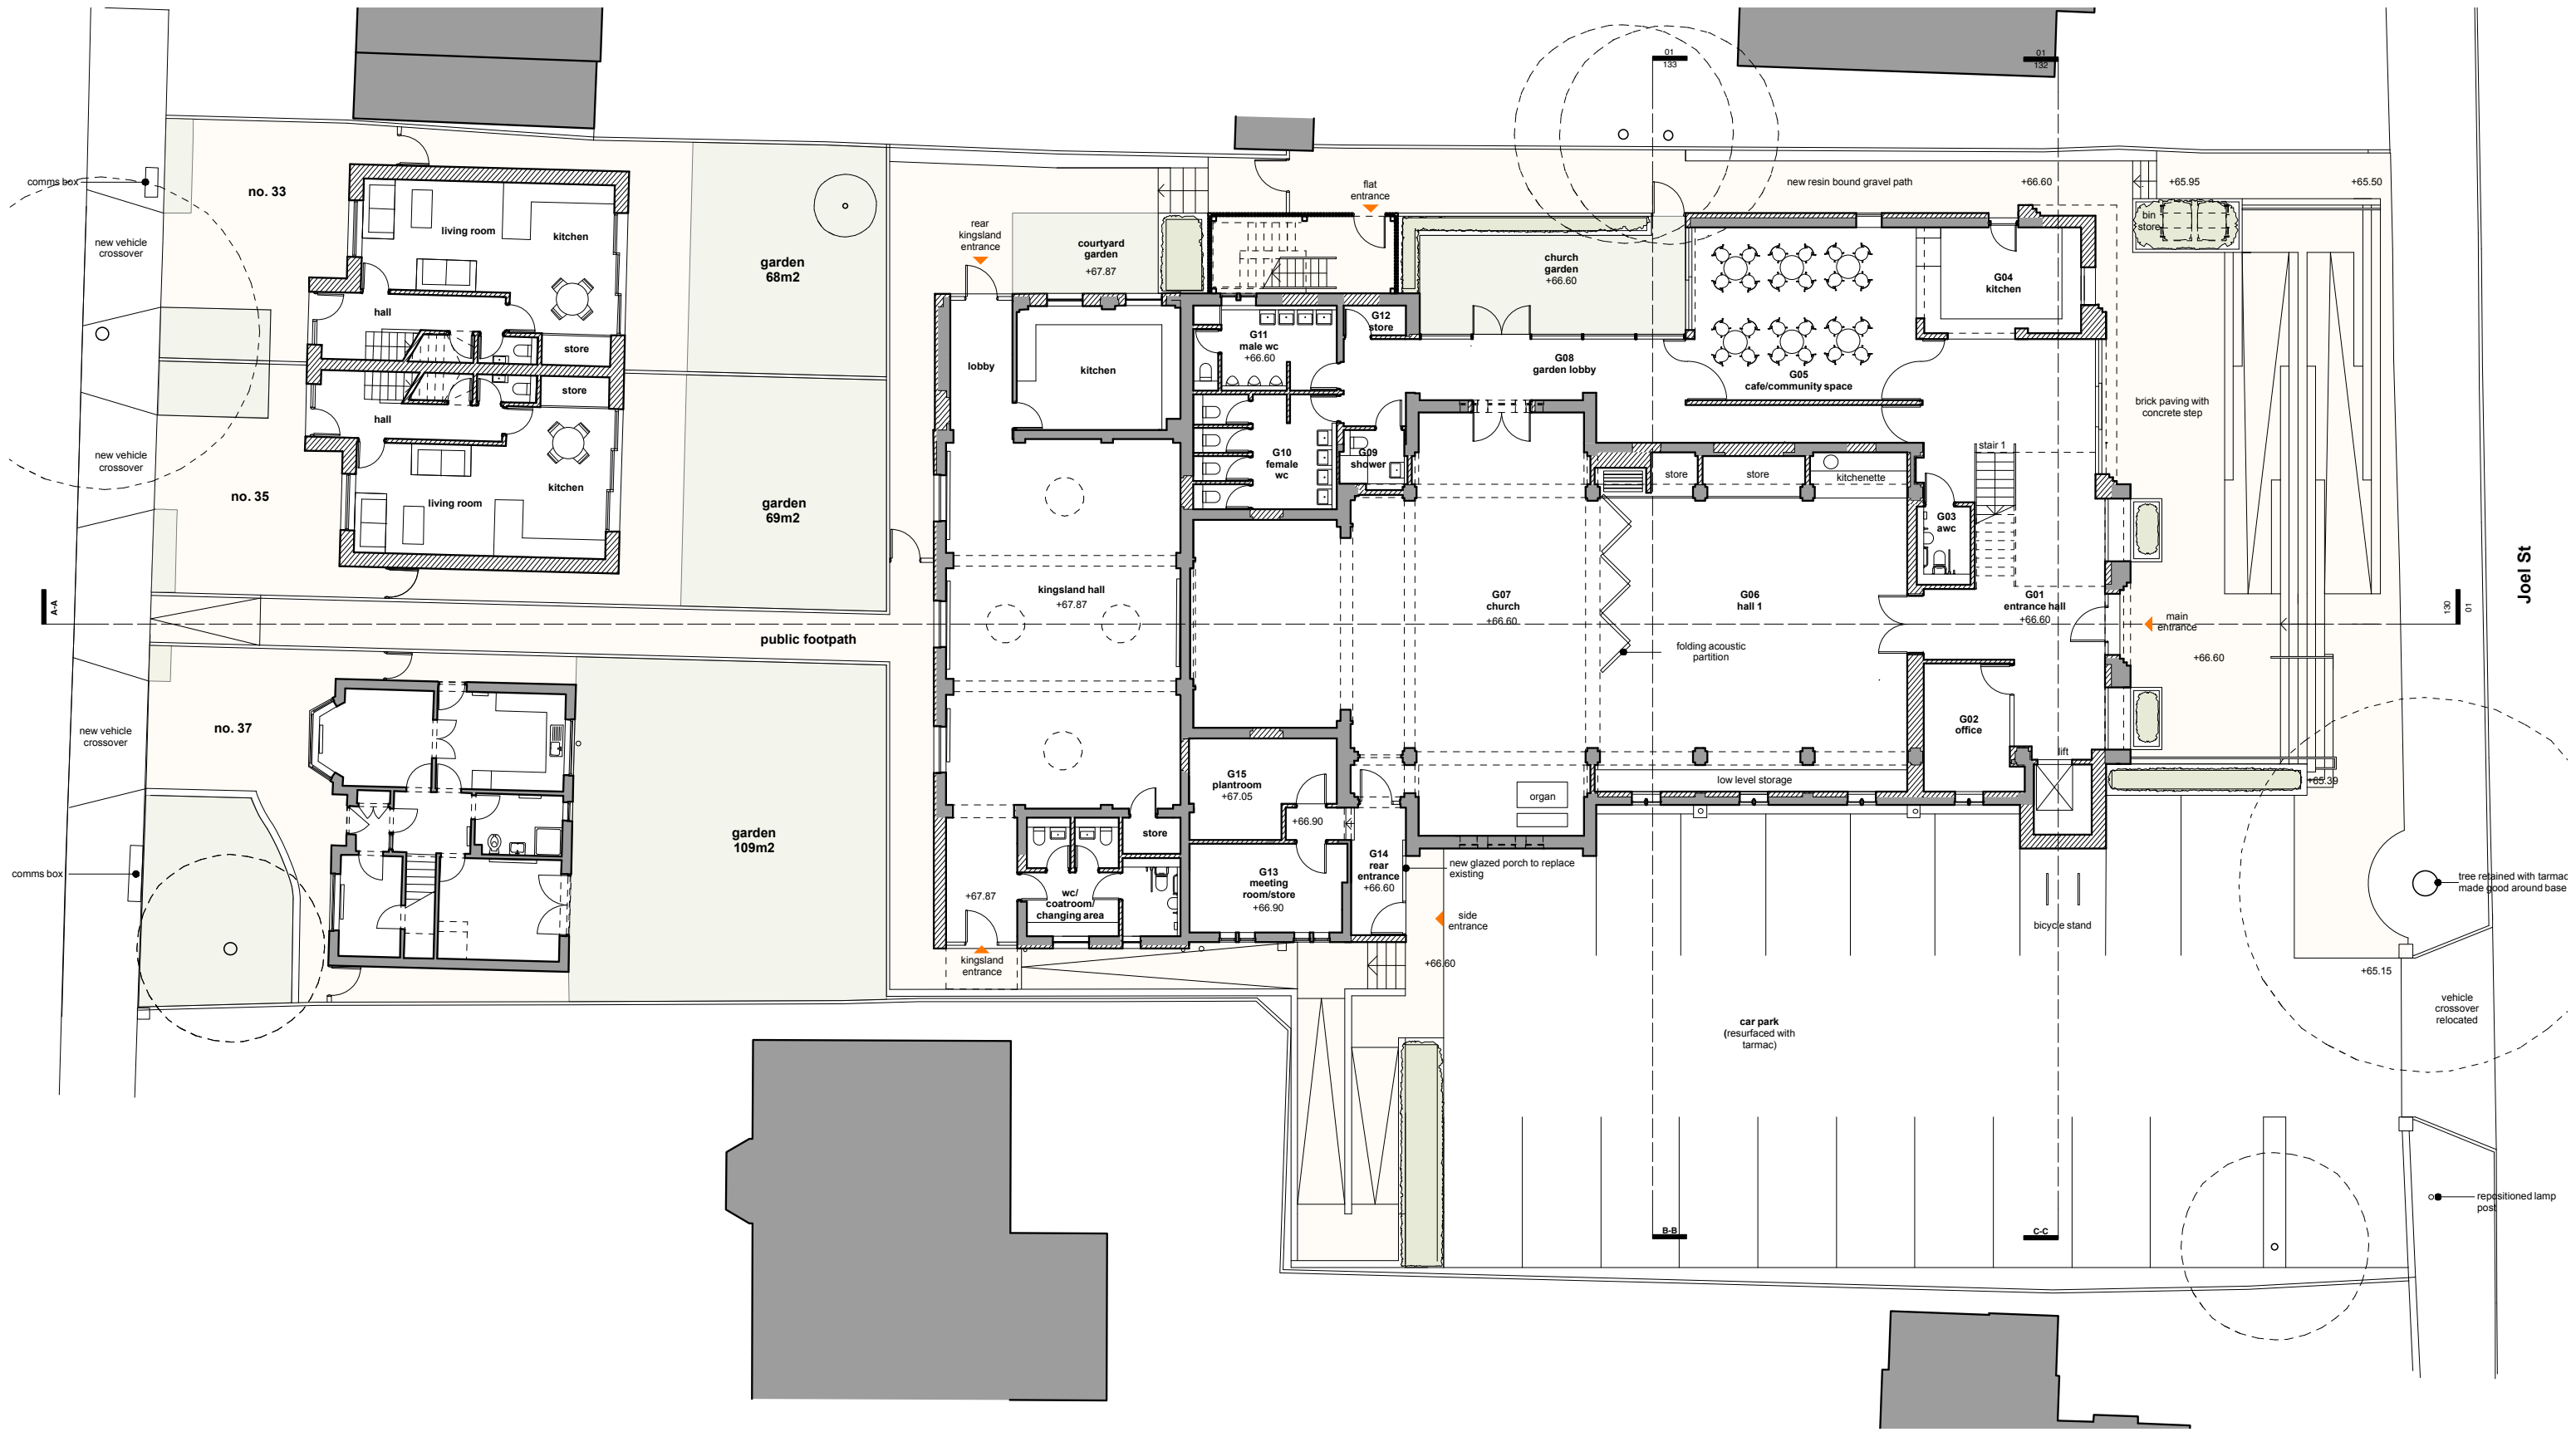 01
133
01
132
comms box
no. 33
new vehicle
crossover
living room
kitchen
hall
store
garden
68m2
rear
kingsland
entrance
courtyard
garden
+67.87
flat
entrance
church
garden
+66.60
new resin bound gravel path
+66.60
+65.95
+65.50
bin
store
G04
kitchen
G12
store
G11
male wc
+66.60
lobby
kitchen
G08
garden lobby
G05
cafe/community space
brick paving with
concrete step
store
hall
new vehicle
crossover
no. 35
living room
kitchen
garden
69m2
G10
female
wc
G09
shower
store
store
kitchenette
stair 1
G03
awc
Joel St
A-A
kingsland hall
+67.87
G07
church
+66.60
G06
hall 1
G01
entrance hall
+66.60
main
entrance
130
01
public footpath
folding acoustic
partition
+66.60
no. 37
new vehicle
crossover
G02
office
lift
G15
plantroom
+67.05
low level storage
+65.39
organ
+66.90
garden
109m2
store
comms box
G14
rear
entrance
+66.60
new glazed porch to replace
existing
G13
meeting
room/store
+66.90
wc/
coatroom/
changing area
+67.87
side
entrance
tree retained with tarmac
made good around base
bicycle stand
kingsland
entrance
+66.60
+65.15
vehicle
crossover
relocated
car park
(resurfaced with
tarmac)
repositioned lamp
post
B-B
C-C